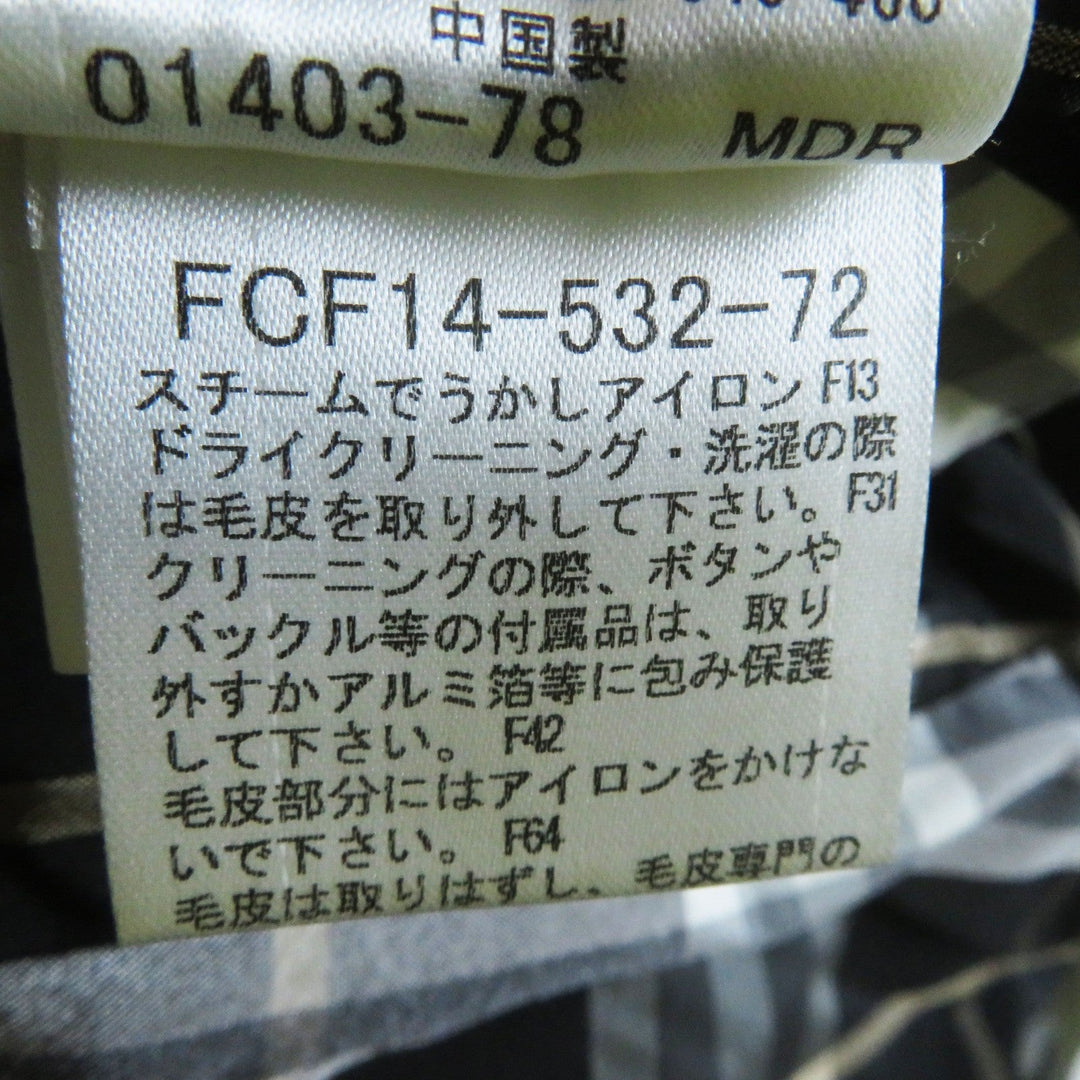 中国製
01403-78 MDR
FCF14-532-72
スチームでうかしアイロン F13
ドライクリーニング・洗濯の際
は毛皮を取り外して下さい。 F31
クリーニングの際、ボタンや
バックル等の付属品は、取り
外すかアルミ箔等に包み保護
して下さい。 F42
毛皮部分にはアイロンをかけな
いで下さい。 F64
毛皮は取りはずし、毛皮専門の